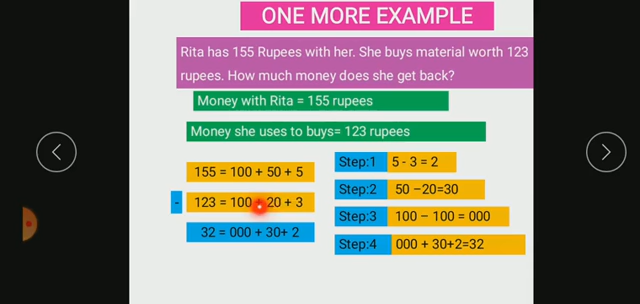 ONE MORE EXAMPLE
Rita has 155 Rupees with her. She buys material worth 123
rupees. How much money does she get back?
Money with Rita = 155 rupees
Money she uses to buys= 123 rupees
155 = 100 + 50 + 5
- 123 = 100 + 20 + 3
32 = 000 + 30+ 2
Step:1 5 - 3 = 2
Step:2 50 –20=30
Step:3 100 – 100 = 000
Step:4 000 + 30+2=32